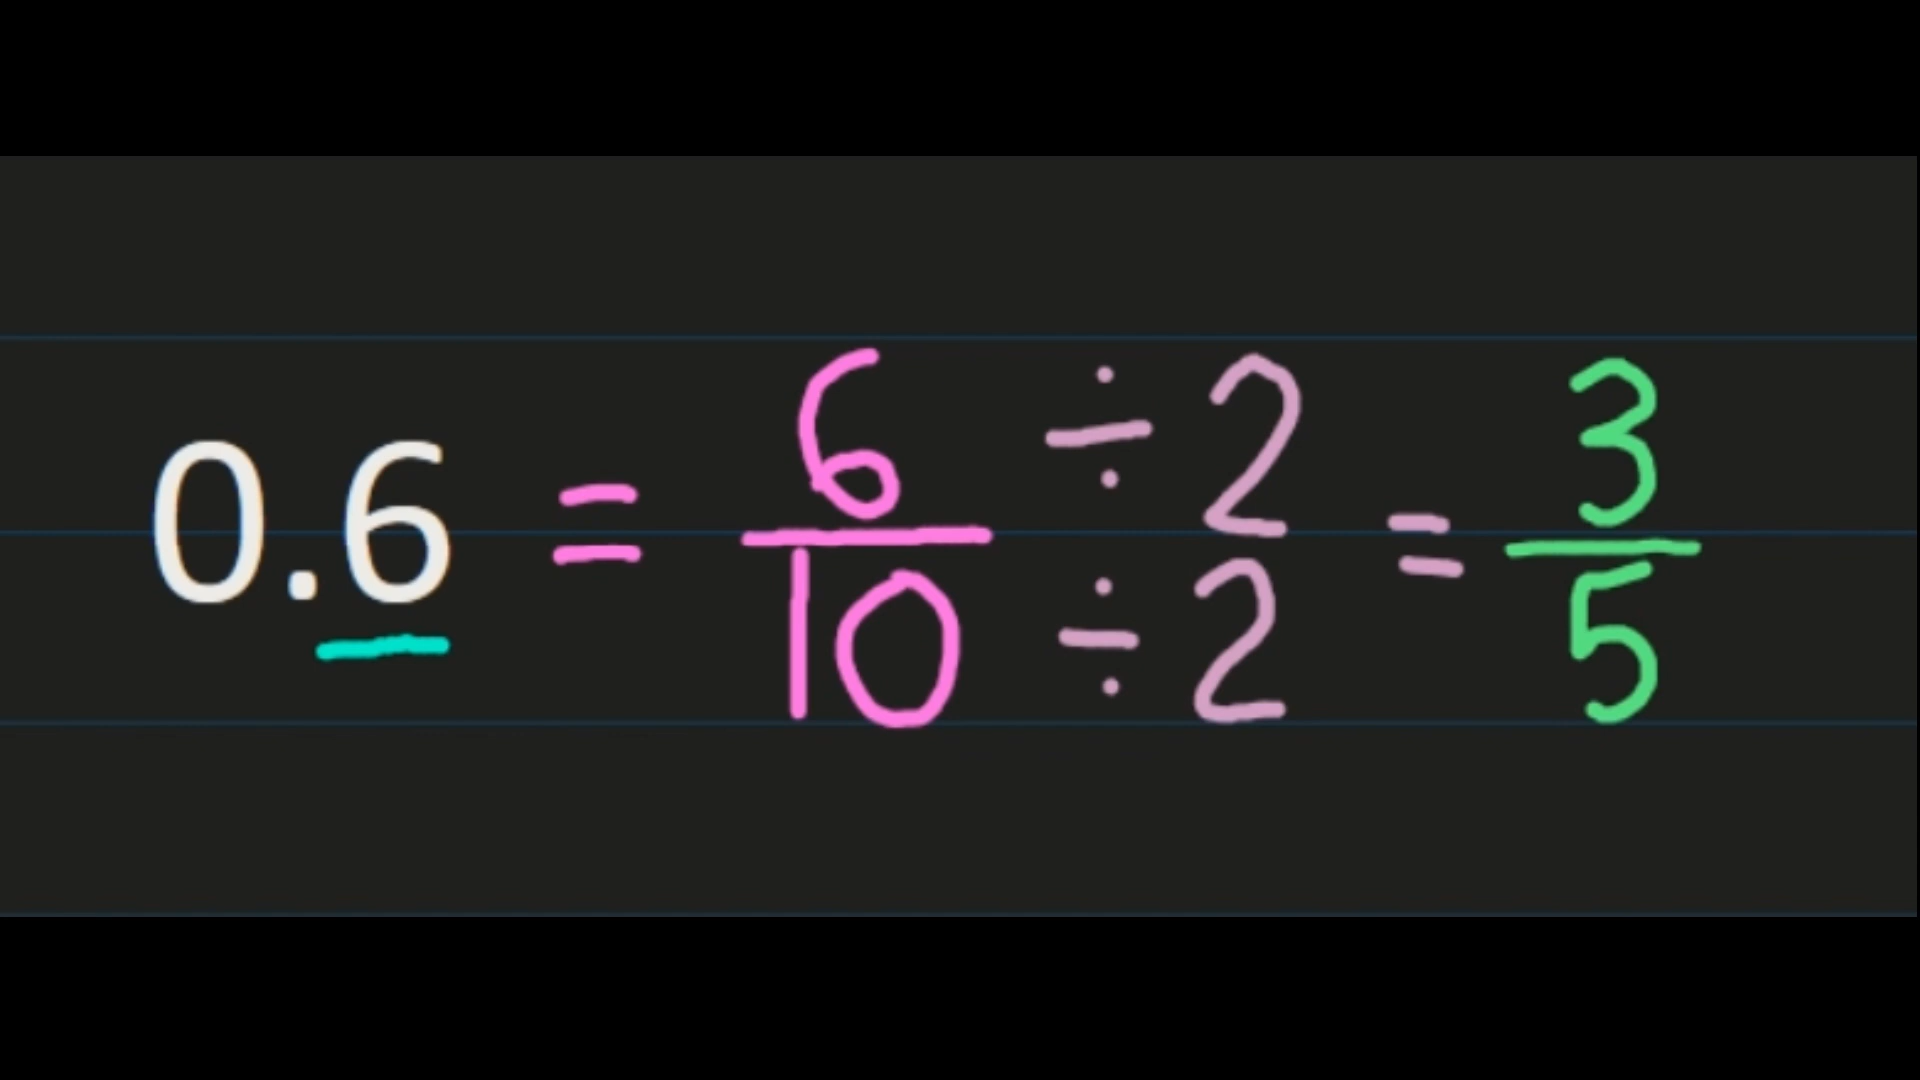 0.6 = 6/10 ÷ 2/÷ 2 = 3/5